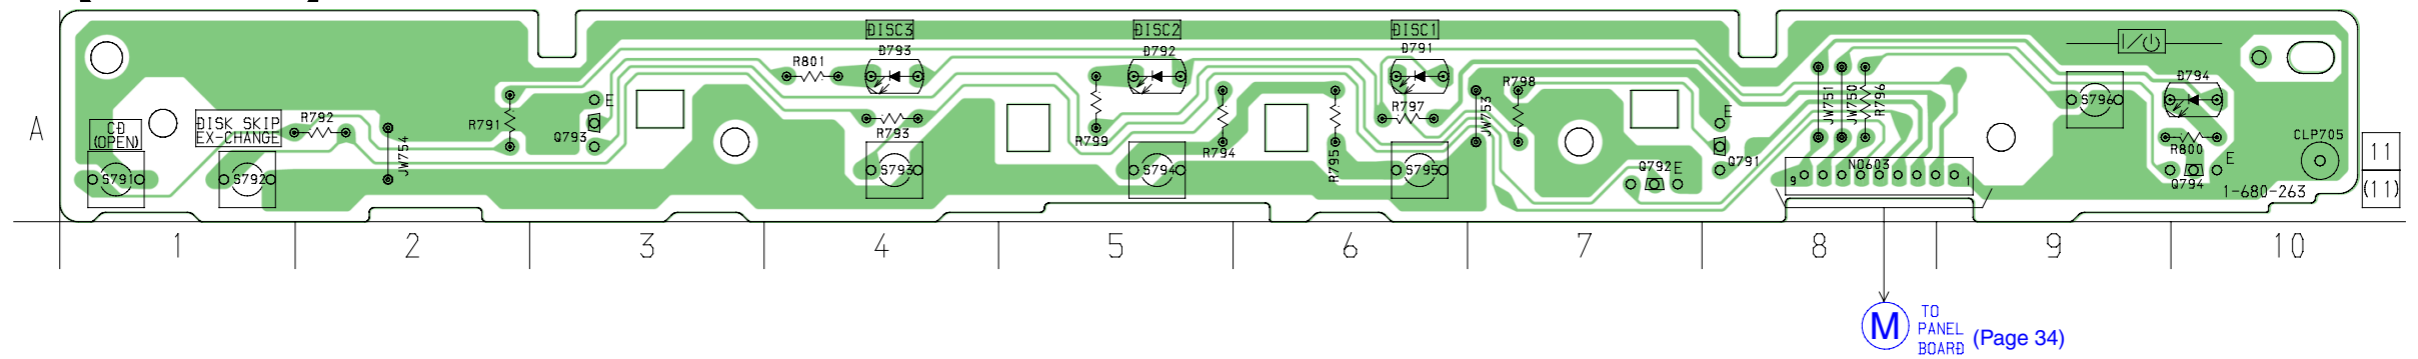 DISC3
DISC2
DISC1
I/⏻
D793
D792
D791
D794
R801
R798
R792
R791
E
Q793
R793
R799
R794
R795
R797
JW753
E
Q791
JW751
JW750
R796
S796
R800
E
Q794
CLP705
A
CD
(OPEN)
DISK SKIP
EX-CHANGE
JW754
S791
S792
S793
S794
S795
Q792
E
NO603
9
1
1-680-263
11
(11)
1
2
3
4
5
6
7
8
9
10
M
TO
PANEL
BOARD
(Page 34)